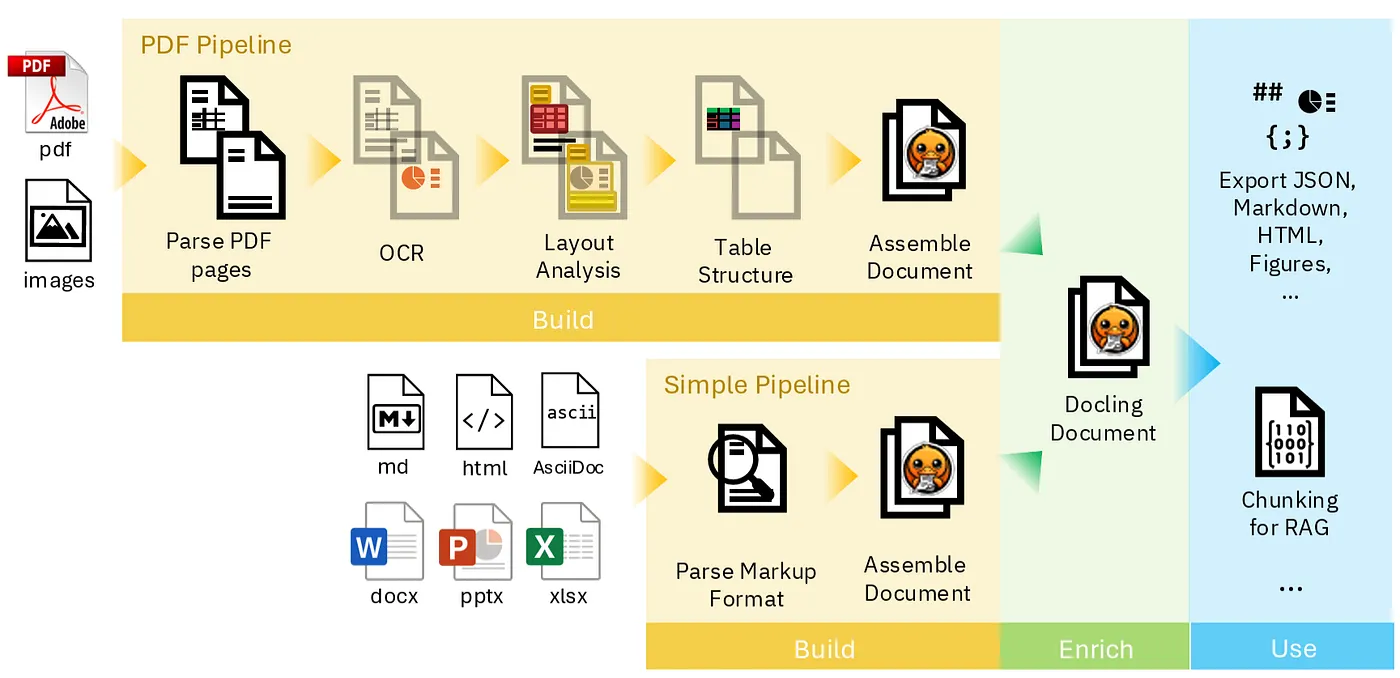 PDF Pipeline
PDF
Adobe
pdf
images
Parse PDF
pages
OCR
Layout
Analysis
Table
Structure
Assemble
Document
Build
M
md
</>
html
ascii
AsciiDoc
W
docx
P
pptx
X
xlsx
Simple Pipeline
Parse Markup
Format
Assemble
Document
Build
Docling
Document
Enrich
##
{;}
Export JSON,
Markdown,
HTML,
Figures,
...
{110
000
101}
Chunking
for RAG
...
Use